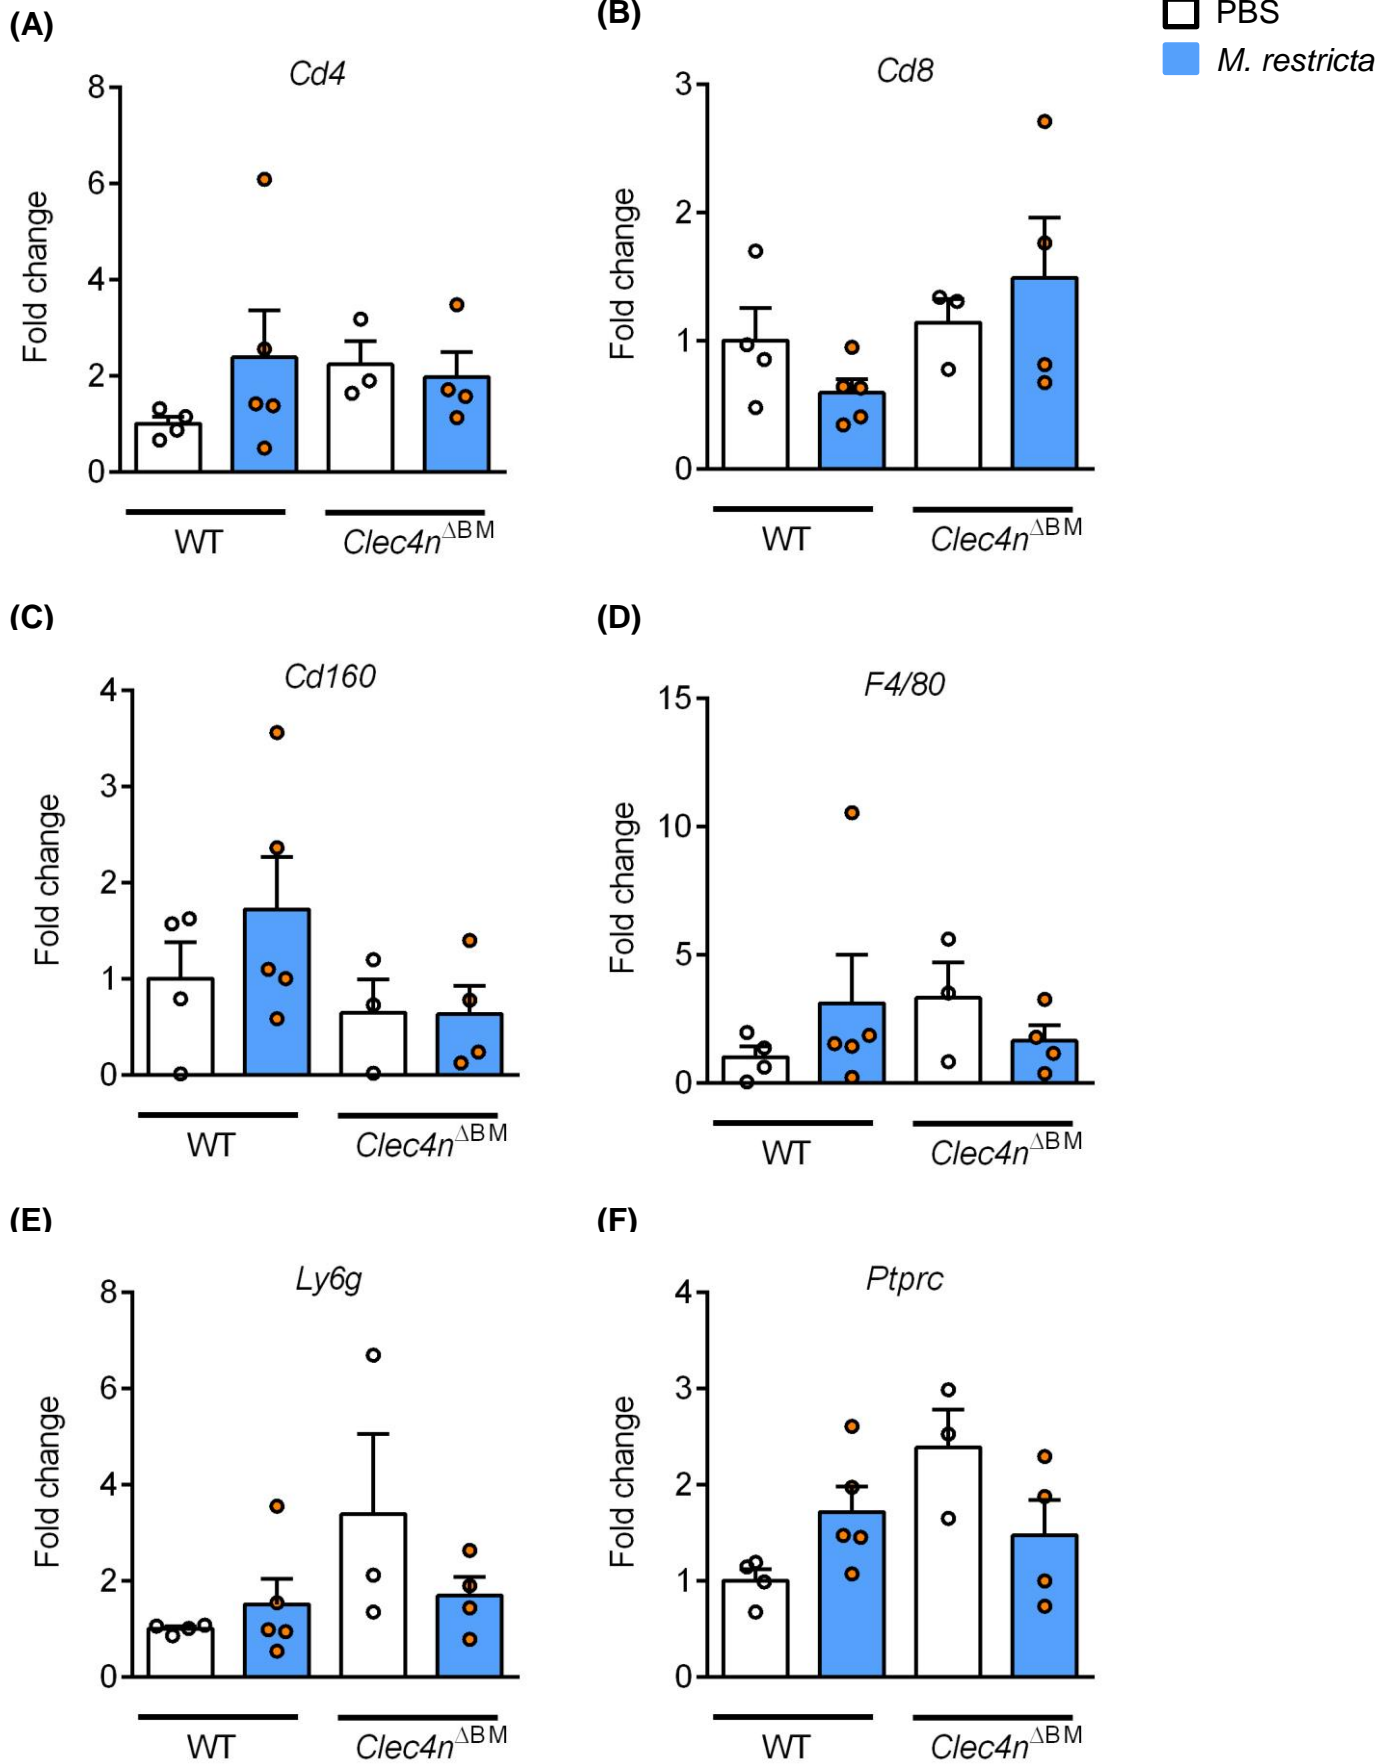 (A)
(B)
PBS
M. restricta
Cd4
Fold change
8
6
4
2
0
WT
Clec4nΔBM
Cd8
Fold change
3
2
1
0
WT
Clec4nΔBM
(C)
(D)
Cd160
Fold change
4
3
2
1
0
WT
Clec4nΔBM
F4/80
Fold change
15
10
5
0
WT
Clec4nΔBM
(E)
(F)
Ly6g
Fold change
8
6
4
2
0
WT
Clec4nΔBM
Ptprc
Fold change
4
3
2
1
0
WT
Clec4nΔBM